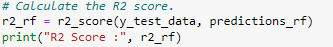 # Calculate the R2 score.
r2_rf = r2_score(y_test_data, predictions_rf)
print("R2 Score :", r2_rf)